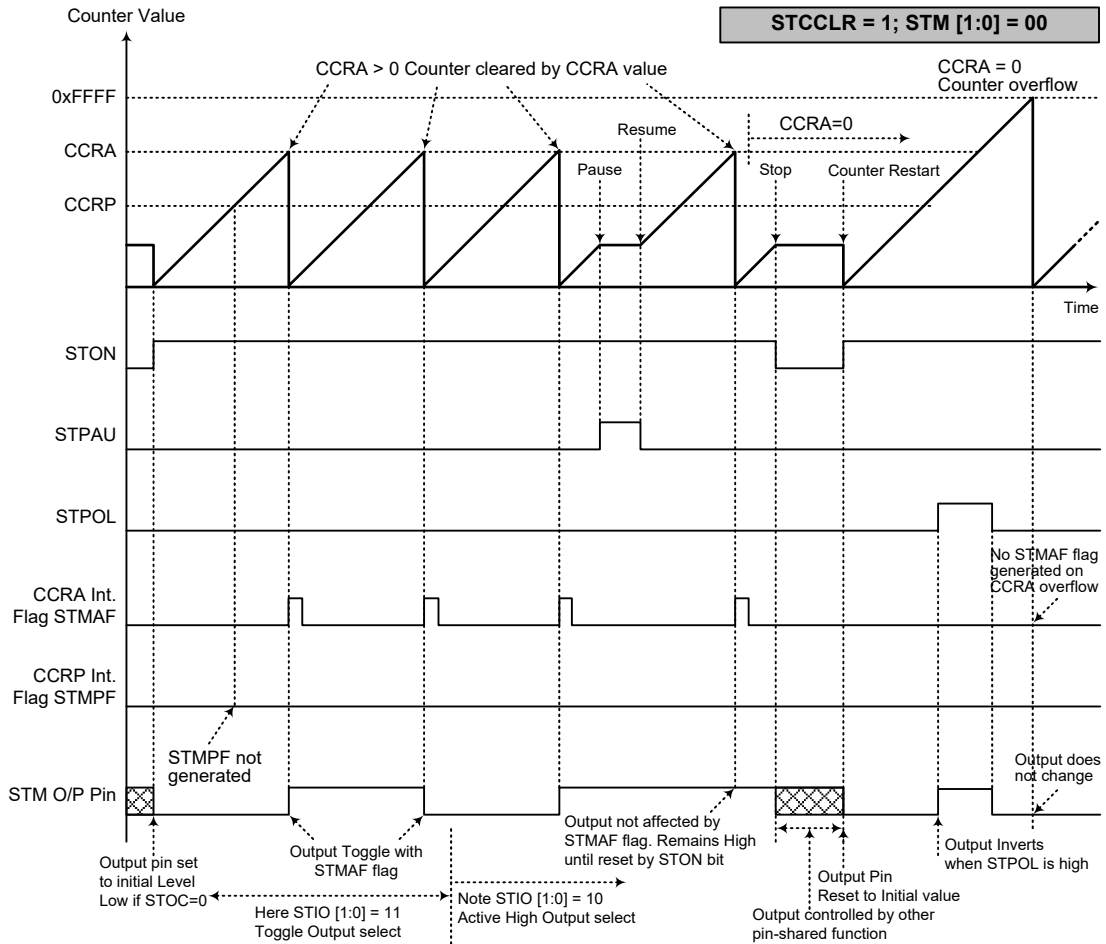 Counter Value
STCCLR = 1; STM [1:0] = 00
CCRA > 0 Counter cleared by CCRA value
CCRA = 0
Counter overflow
0xFFFF
CCRA=0
Resume
CCRA
Pause
Stop
Counter Restart
CCRP
Time
STON
STPAU
STPOL
No STMAF flag
generated on
CCRA overflow
CCRA Int.
Flag STMAF
CCRP Int.
Flag STMPF
STMPF not
generated
Output does
not change
STM O/P Pin
Output pin set
to initial Level
Low if STOC=0
Output Toggle with
STMAF flag
Output not affected by
STMAF flag. Remains High
until reset by STON bit
Output Inverts
when STPOL is high
Output Pin
Reset to Initial value
Here STIO [1:0] = 11
Toggle Output select
Note STIO [1:0] = 10
Active High Output select
Output controlled by other
pin-shared function